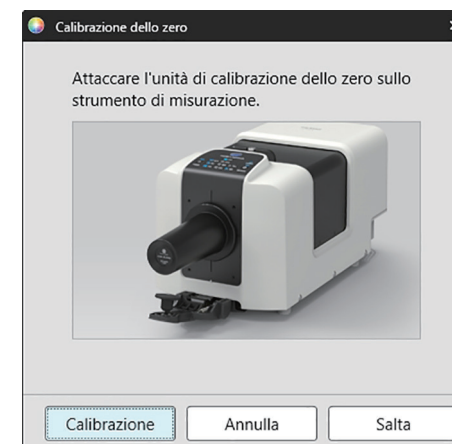 Calibrazione dello zero
Attaccare l'unità di calibrazione dello zero sullo
strumento di misurazione.
Calibrazione
Annulla
Salta